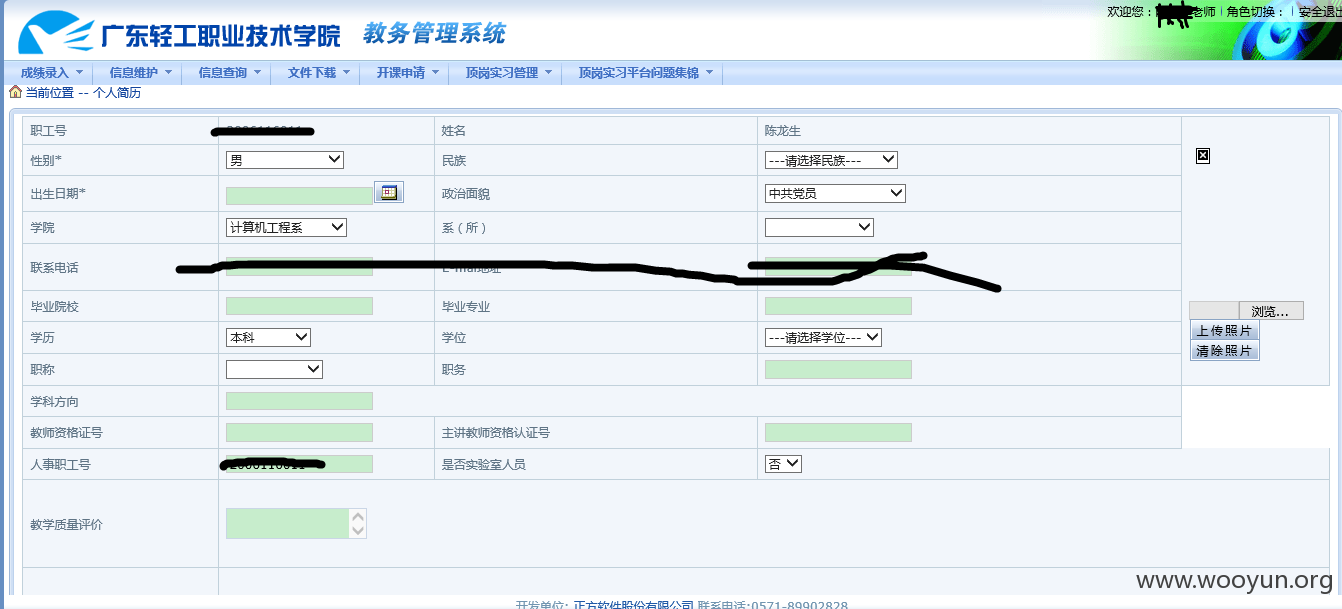 欢迎您： 老师 | 角色切换： | 安全退出
广东轻工职业技术学院 教务管理系统
成绩录入 信息维护 信息查询 文件下载 开课申请 顶岗实习管理 顶岗实习平台问题集锦
当前位置 -- 个人简历
职工号 姓名 陈龙生
性别* 男 民族 ---请选择民族---
出生日期* 政治面貌 中共党员
学院 计算机工程系 系（所）
联系电话
毕业院校 毕业专业
浏览...
上传照片
学历 本科 学位 ---请选择学位---
清除照片
职称 职务
学科方向
教师资格证号 主讲教师资格认证号
人事职工号 是否实验室人员 否
教学质量评价
www.wooyun.org
开发单位：正方软件股份有限公司 联系电话:0571-89902828